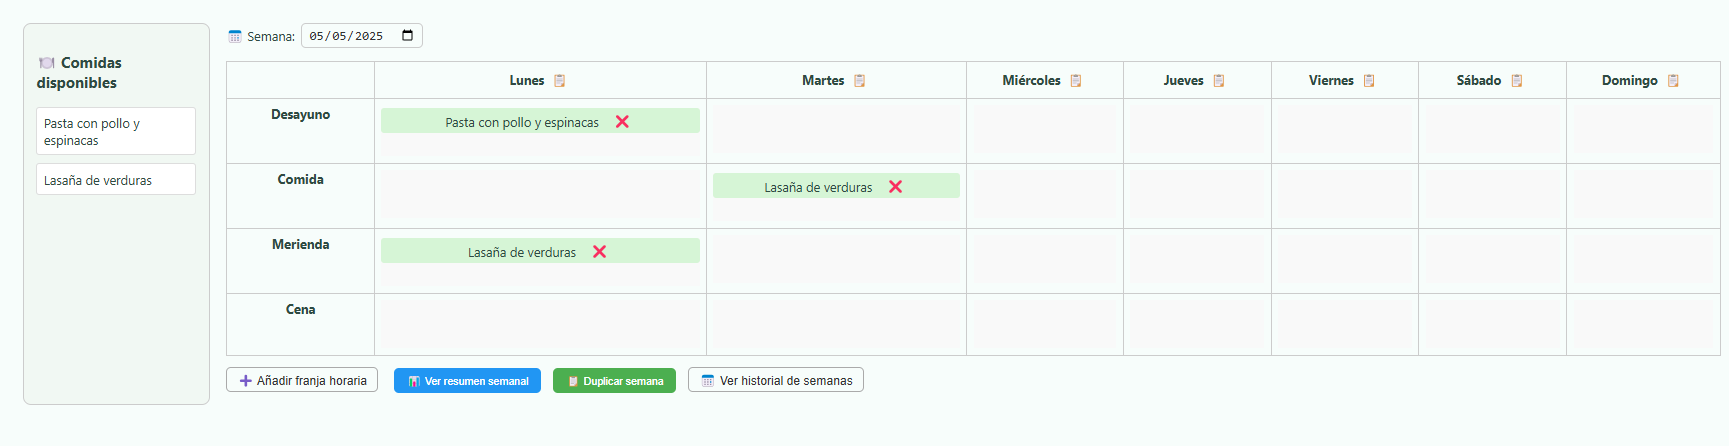 Comidas
disponibles
Pasta con pollo y
espinacas
Lasaña de verduras
Semana: 05/05/2025
Lunes Martes Miércoles Jueves Viernes Sábado Domingo
Desayuno Pasta con pollo y espinacas
Comida Lasaña de verduras
Merienda Lasaña de verduras
Cena
Añadir franja horaria Ver resumen semanal Duplicar semana Ver historial de semanas